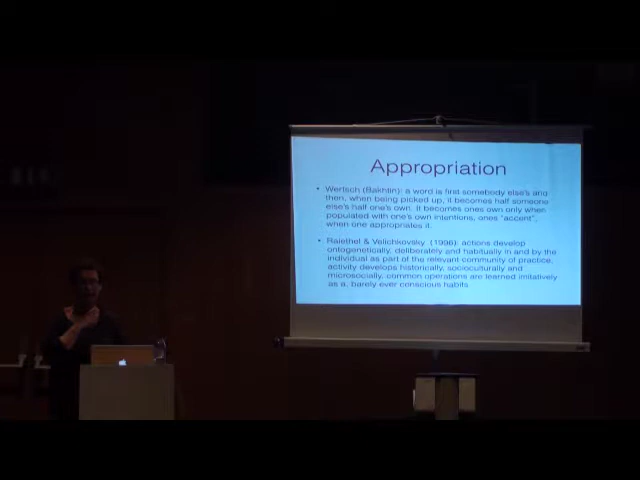 Appropriation
• Wertsch (Bakhtin): a word is first somebody else's and
then, when being picked up, it becomes half someone
else's half one's own. It becomes ones own only when
populated with one's own intentions, ones "accent",
when one appropriates it.
• Raiethel & Velichkovsky (1996): actions develop
ontogenetically, deliberately and habitually in and by the
individual as part of the relevant community of practice,
activity develops historically, socioculturally and
microsocially, common operations are learned imitatively
as a, barely ever conscious habits